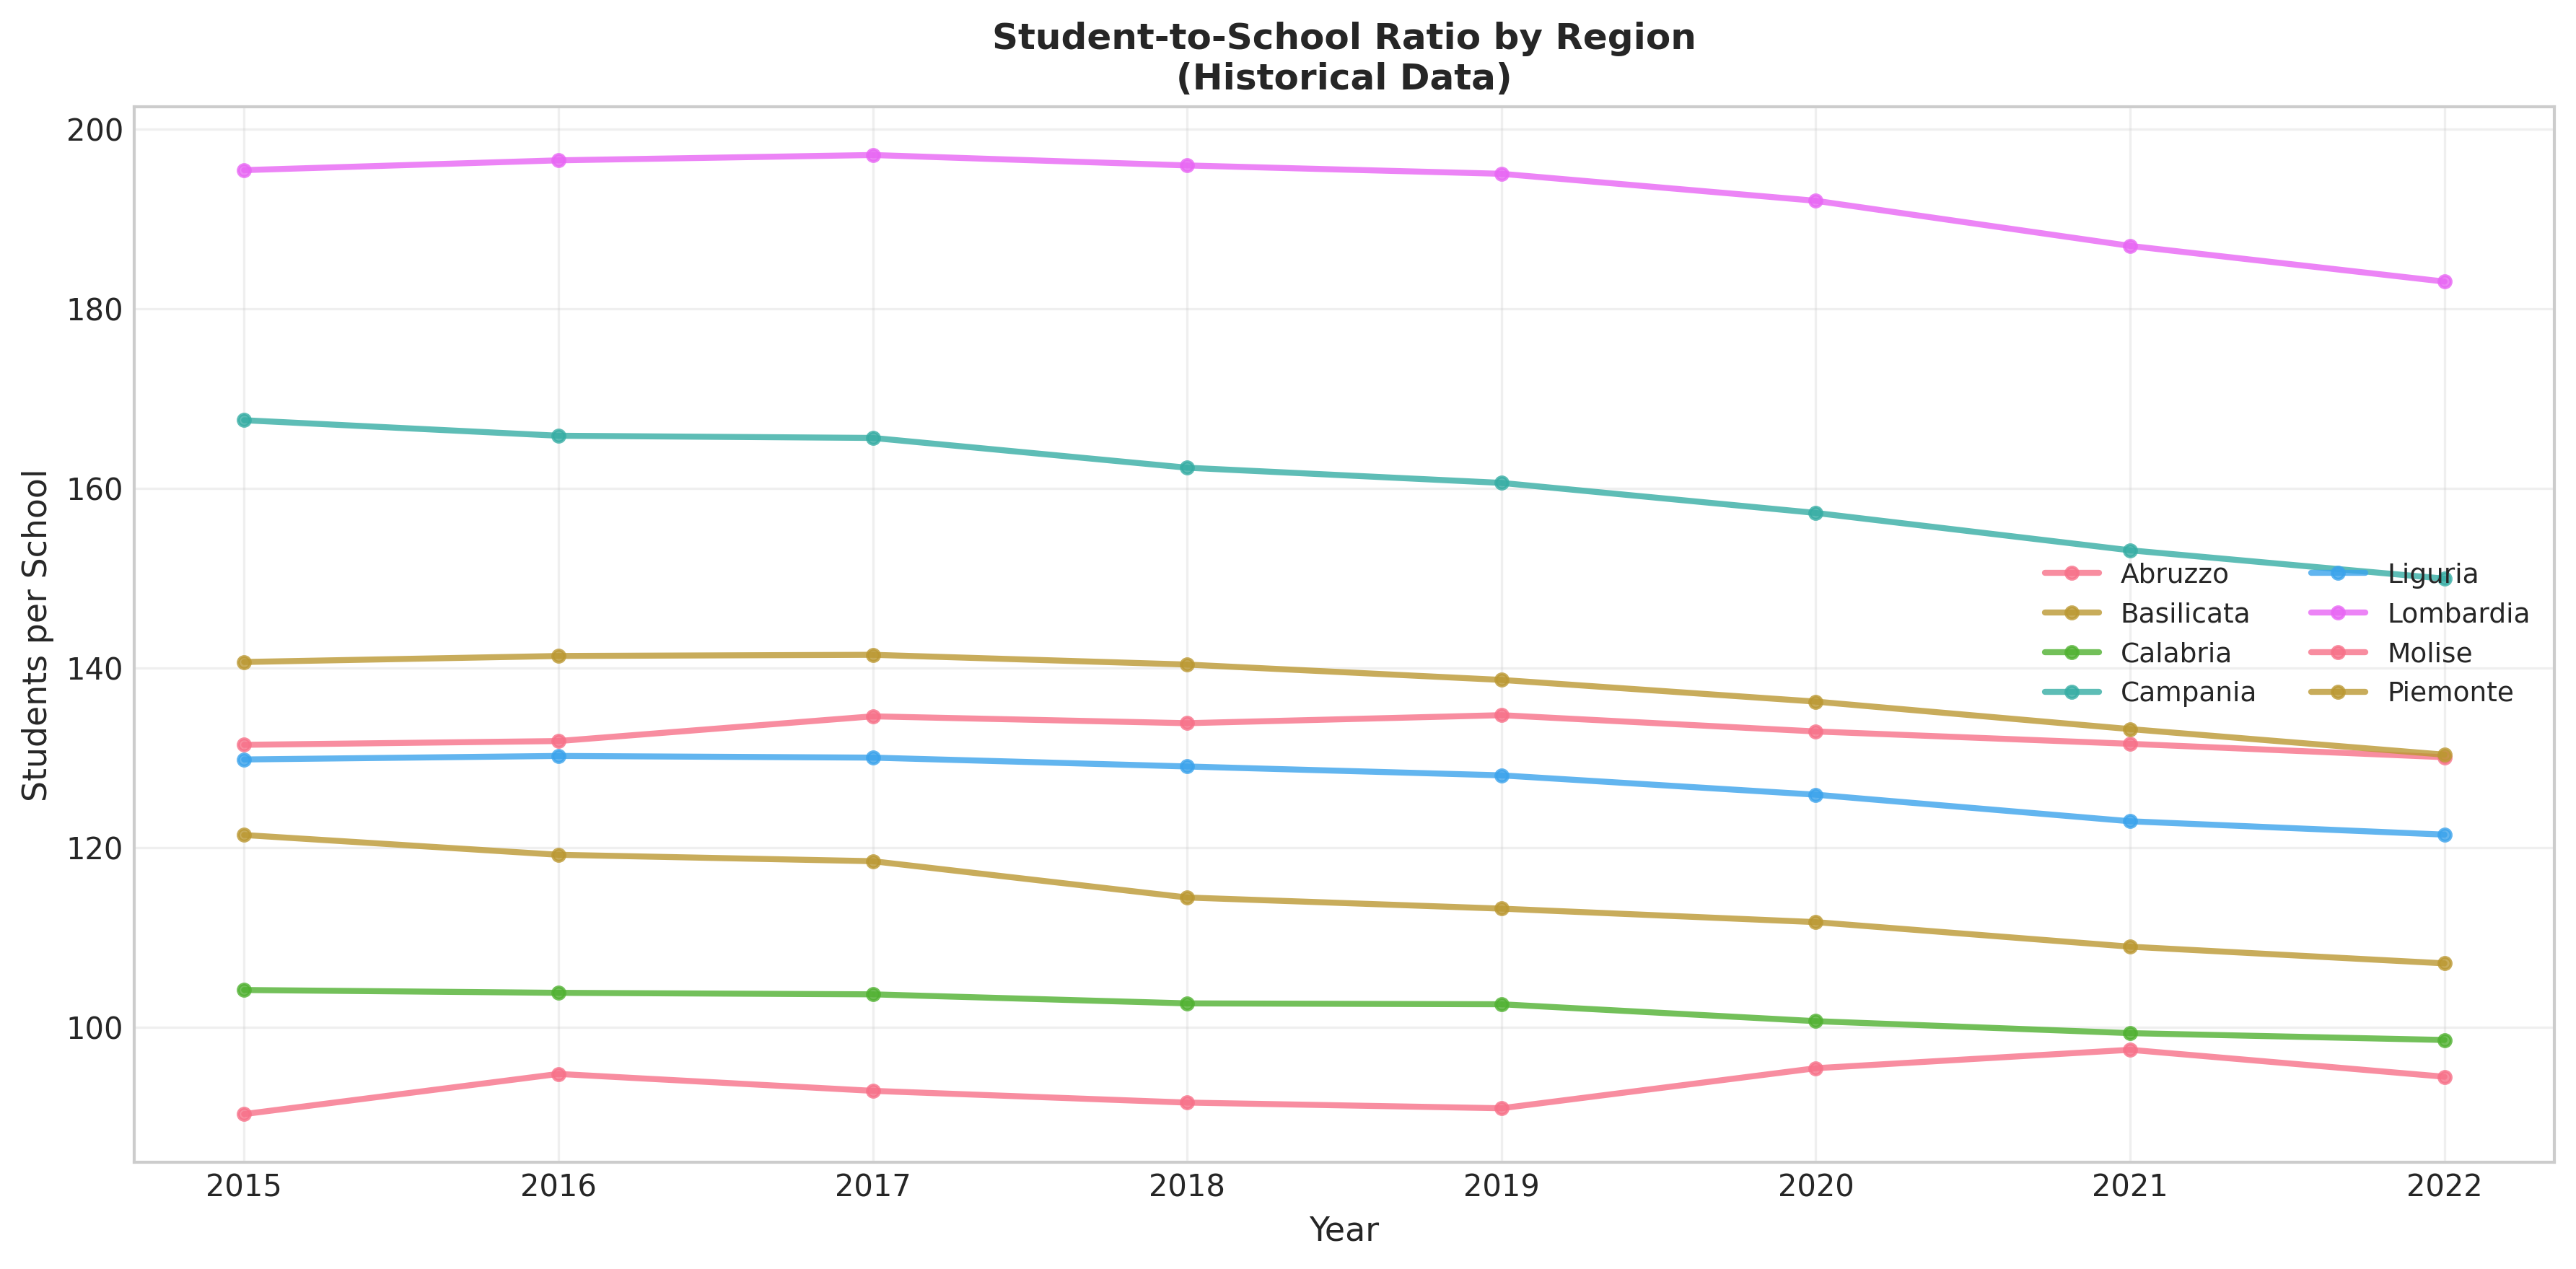 Student-to-School Ratio by Region
(Historical Data)
Students per School
200
180
160
140
120
100
Abruzzo
Basilicata
Calabria
Campania
Liguria
Lombardia
Molise
Piemonte
2015 2016 2017 2018 2019 2020 2021 2022
Year